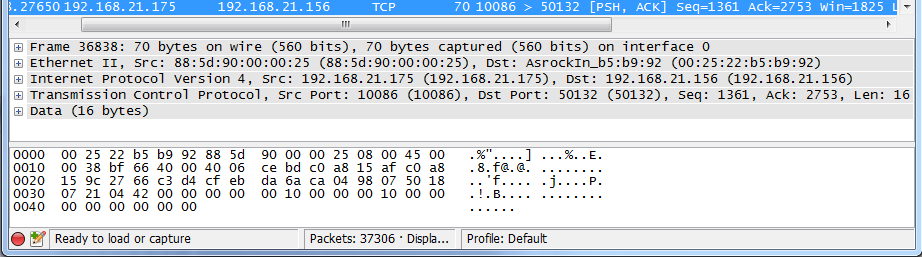 8.27650 192.168.21.175 192.168.21.156 TCP 70 10086 > 50132 [PSH, ACK] Seq=1361 Ack=2753 Win=1825 L
Frame 36838: 70 bytes on wire (560 bits), 70 bytes captured (560 bits) on interface 0
Ethernet II, Src: 88:5d:90:00:00:25 (88:5d:90:00:00:25), Dst: AsrockIn_b5:b9:92 (00:25:22:b5:b9:92)
Internet Protocol Version 4, Src: 192.168.21.175 (192.168.21.175), Dst: 192.168.21.156 (192.168.21.156)
Transmission Control Protocol, Src Port: 10086 (10086), Dst Port: 50132 (50132), Seq: 1361, Ack: 2753, Len: 16
Data (16 bytes)
0000 00 25 22 b5 b9 92 88 5d 90 00 00 25 08 00 45 00 .%"....] ...%..E.
0010 00 38 bf 66 40 00 40 06 ce bd c0 a8 15 af c0 a8 .8.f@.@. ........
0020 15 9c 27 66 c3 d4 cf eb da 6a ca 04 98 07 50 18 ..'f.... .j....P.
0030 07 21 04 42 00 00 00 00 00 10 00 00 00 10 00 00 .!.B.... ........
0040 00 00 00 00 00 00 ......
Ready to load or capture Packets: 37306 · Displa... Profile: Default